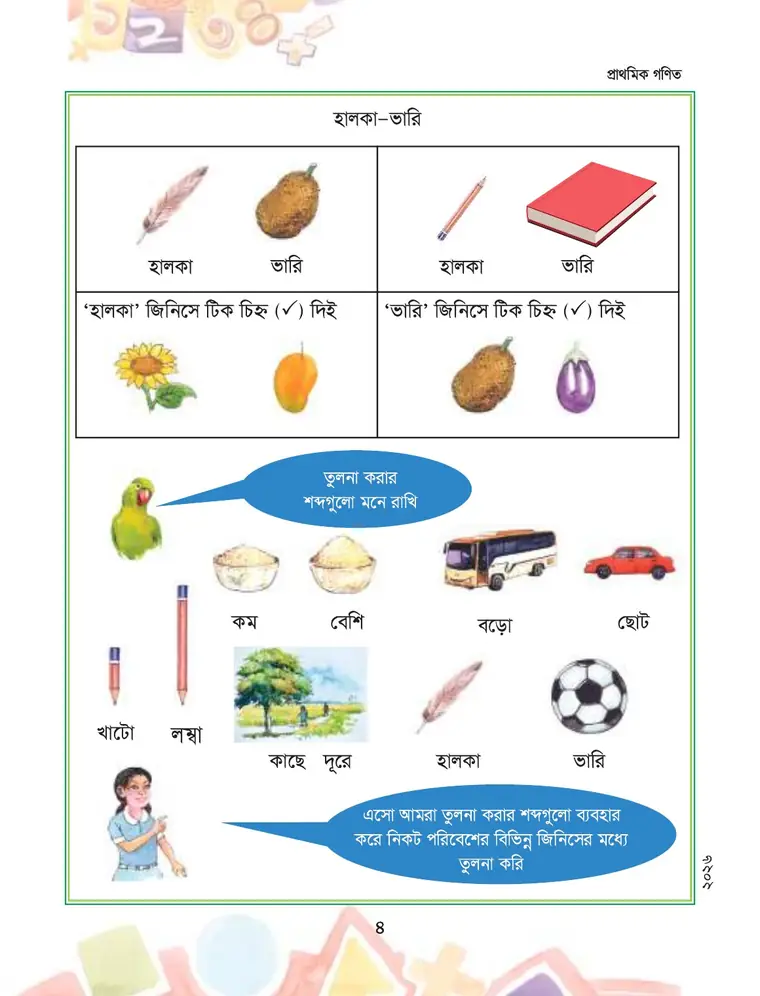 প্রাথমিক গণিত
হালকা–ভারি
হালকা ভারি
হালকা ভারি
‘হালকা’ জিনিসে টিক চিহ্ন (✓) দিই
‘ভারি’ জিনিসে টিক চিহ্ন (✓) দিই
তুলনা করার
শব্দগুলো মনে রাখি
কম বেশি
বড়ো ছোট
খাটো লম্বা
কাছে দূরে
হালকা ভারি
এসো আমরা তুলনা করার শব্দগুলো ব্যবহার
করে নিকট পরিবেশের বিভিন্ন জিনিসের মধ্যে
তুলনা করি
২০২৬
৪